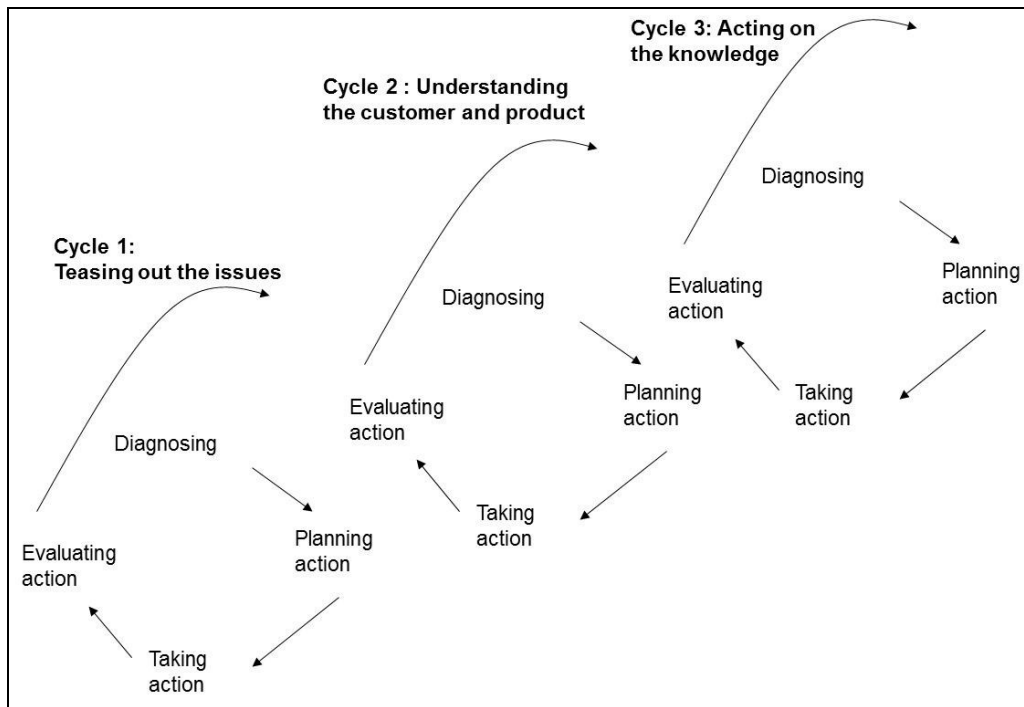 Cycle 1:
Teasing out the issues
Diagnosing
Planning
action
Taking
action
Evaluating
action
Cycle 2 : Understanding
the customer and product
Diagnosing
Planning
action
Taking
action
Evaluating
action
Cycle 3: Acting on
the knowledge
Diagnosing
Planning
action
Taking
action
Evaluating
action